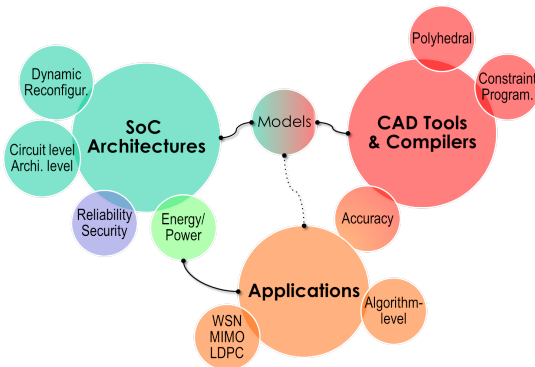 Polyhedral
Dynamic
Reconfigur.
Constraint
Program.
SoC
Architectures
Models
CAD Tools
& Compilers
Circuit level
Archi. level
Reliability
Security
Energy/
Power
Accuracy
Applications
Algorithm-
level
WSN
MIMO
LDPC